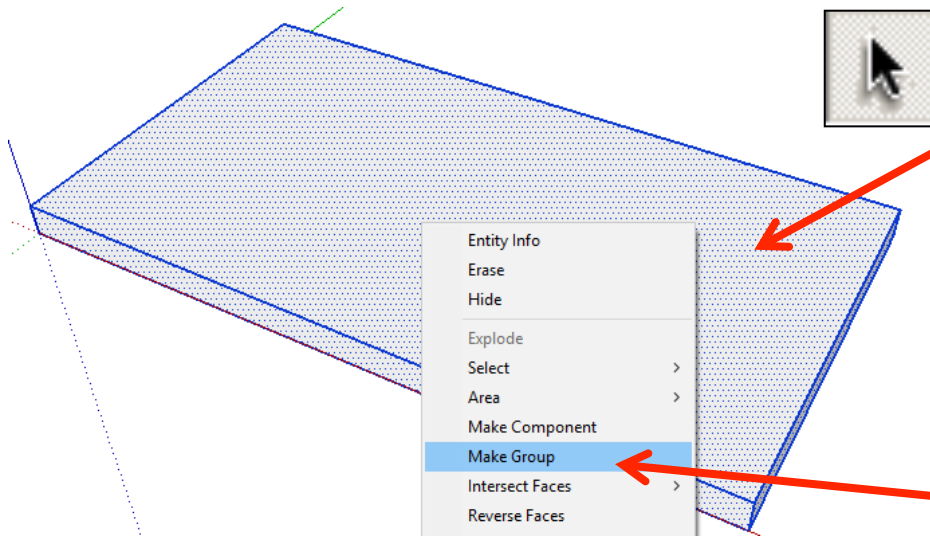 Entity Info
Erase
Hide
Explode
Select
Area
Make Component
Make Group
Intersect Faces
Reverse Faces